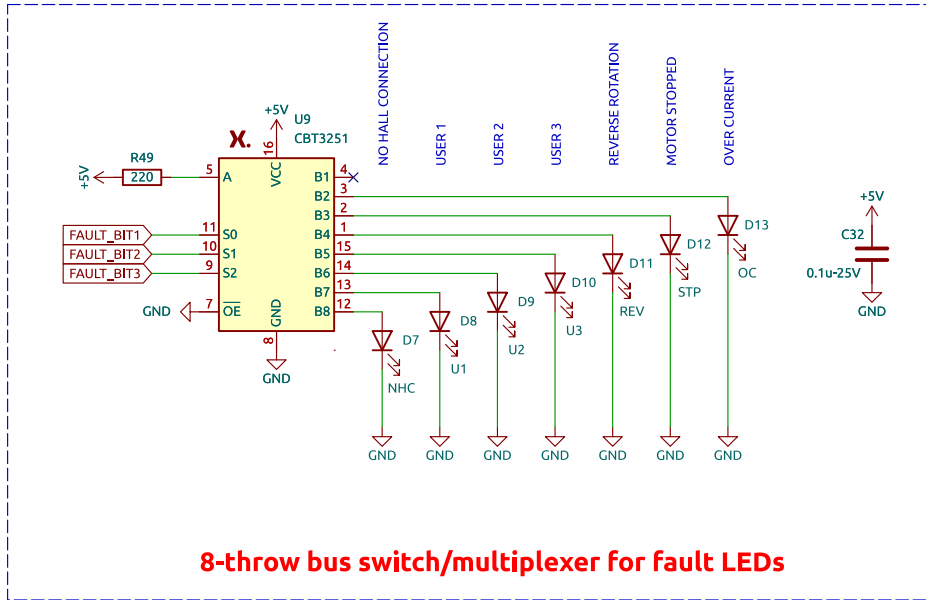 NO HALL CONNECTION
USER 1
USER 2
USER 3
REVERSE ROTATION
MOTOR STOPPED
OVER CURRENT
+5V
U9
CBT3251
X.
16
VCC
R49
+5V
220
5
A
4
B1
3
B2
2
B3
1
B4
15
B5
14
B6
13
B7
12
B8
FAULT_BIT1
11
S0
FAULT_BIT2
10
S1
FAULT_BIT3
9
S2
GND
7
OE
GND
8
GND
D13
OC
D12
STP
D11
REV
D10
U3
D9
U2
D8
U1
D7
NHC
+5V
C32
0.1u-25V
GND
GND
GND
GND
GND
GND
GND
GND
8-throw bus switch/multiplexer for fault LEDs